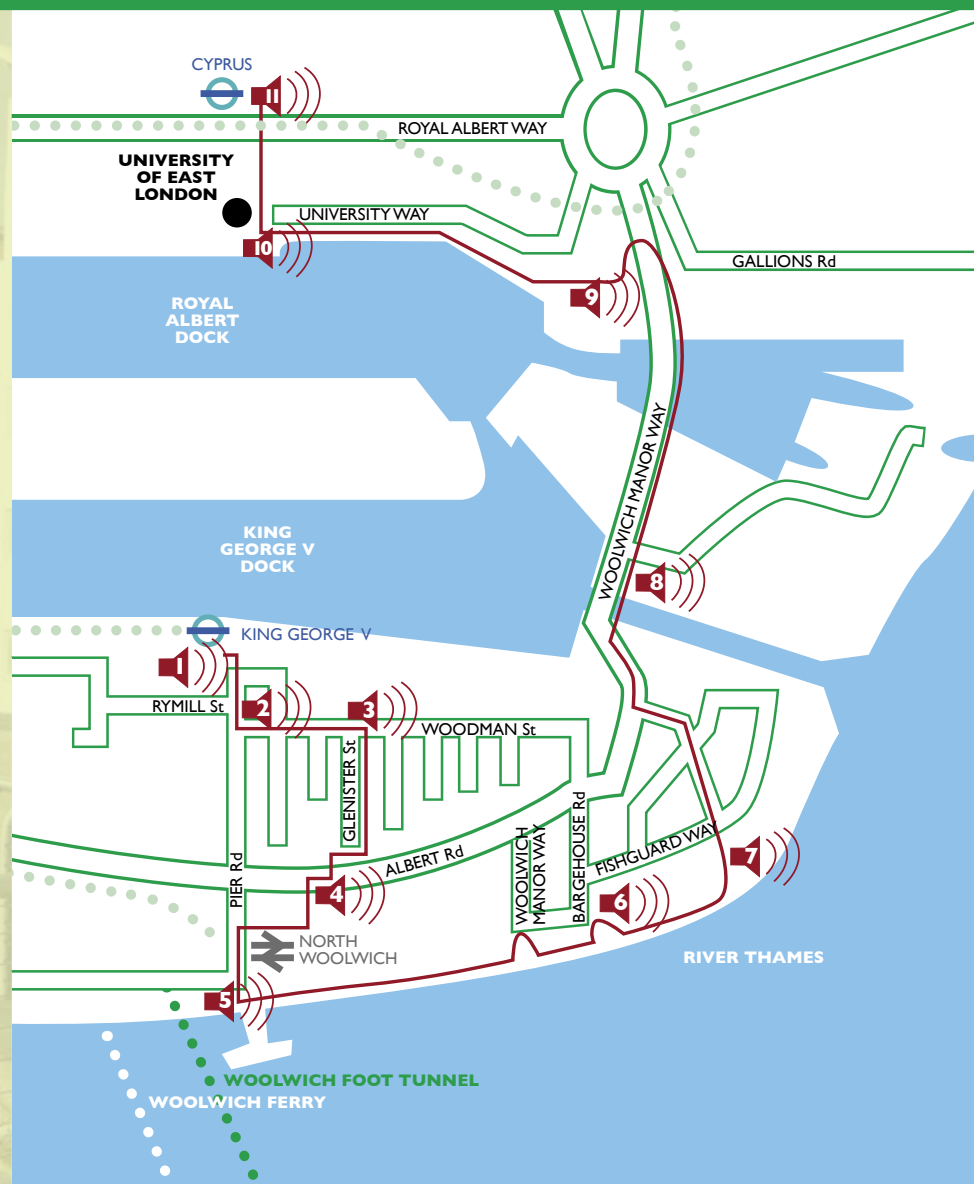 CYPRUS
11
ROYAL ALBERT WAY
UNIVERSITY
OF EAST
LONDON
UNIVERSITY WAY
10
GALLIONS Rd
9
ROYAL
ALBERT
DOCK
WOOLWICH MANOR WAY
KING
GEORGE V
DOCK
8
KING GEORGE V
1
RYMILL St
2
3
WOODMAN St
GLENISTER St
ALBERT Rd
PIER Rd
4
WOOLWICH
MANOR WAY
BARGEHOUSE Rd
FISHGUARD WAY
7
6
NORTH
WOOLWICH
RIVER THAMES
5
WOOLWICH FOOT TUNNEL
WOOLWICH FERRY